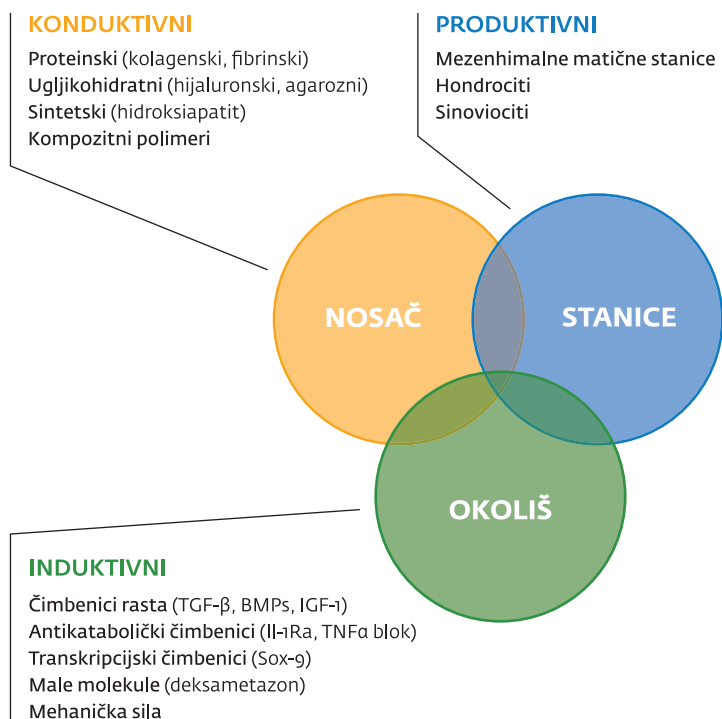 KONDUKTIVNI
Proteinski (kolagenski, fibrinski)
Ugljikohidratni (hijaluronski, agarozni)
Sintetski (hidroksiapatit)
Kompozitni polimeri
PRODUKTIVNI
Mezenhimalne matične stanice
Hondrociti
Sinoviociti
NOSAČ
STANICE
OKOLIŠ
INDUKTIVNI
Čimbenici rasta (TGF-β, BMPs, IGF-1)
Antikatabolički čimbenici (Il-1Ra, TNFα blok)
Transkripcijski čimbenici (Sox-9)
Male molekule (deksametazon)
Mehanička sila